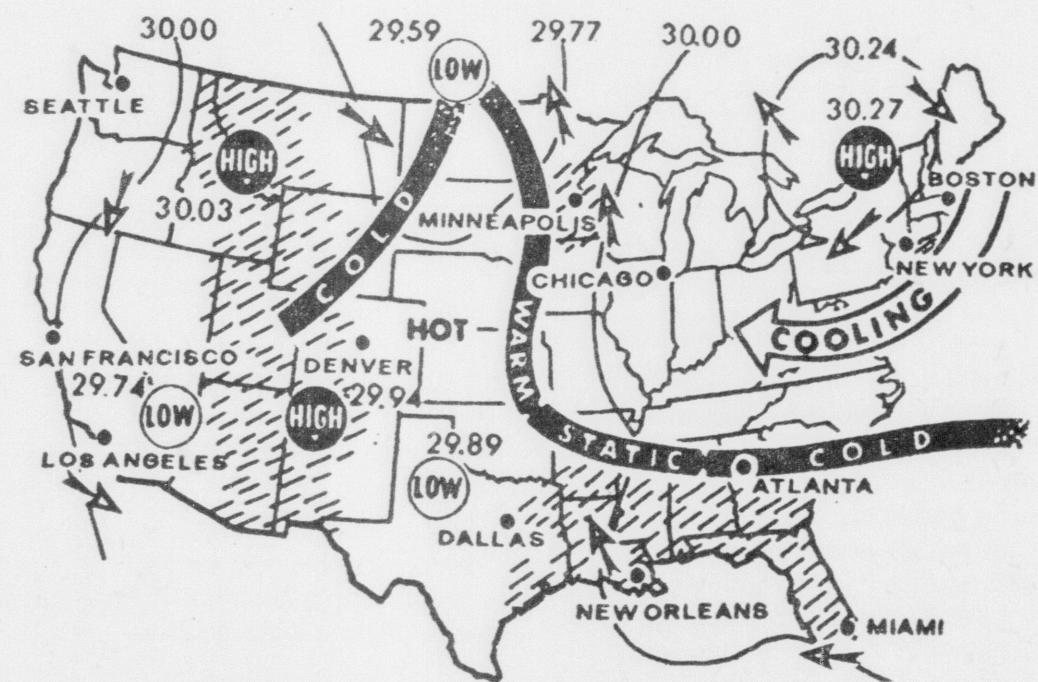 30.00
29.59
29.77
30.00
30.24
LOW
SEATTLE
30.27
HIGH
HIGH
BOSTON
30.03
MINNEAPOLIS
COLD
NEW YORK
CHICAGO
COOLING
HOT
WARM
SAN FRANCISCO
DENVER
29.74
29.94
LOW
HIGH
29.89
STATIC
COLD
LOS ANGELES
LOW
ATLANTA
DALLAS
NEW ORLEANS
MIAMI